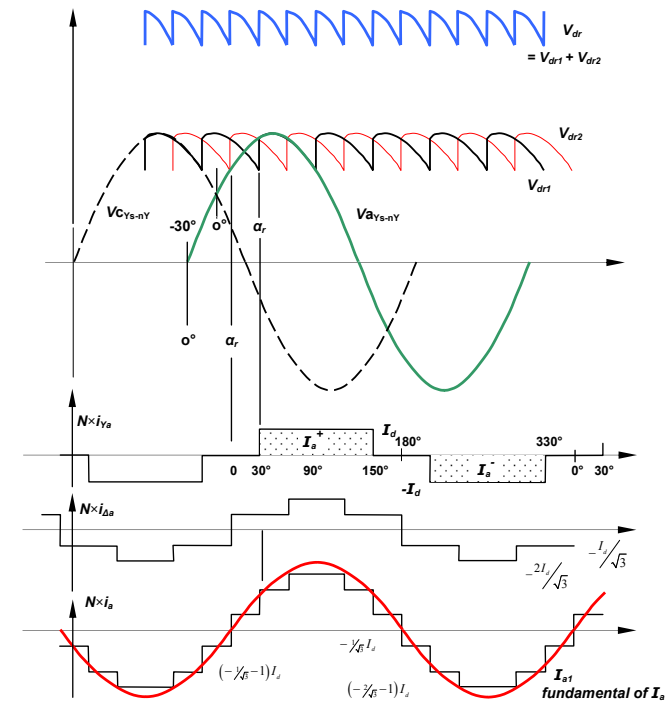 Vdr
= Vdr1 + Vdr2
Vdr2
Vdr1
VcYs-nY
-30°
o°
αr
VaYs-nY
o°
αr
N×iYa
Ia+
Id
180°
330°
0
30°
90°
150°
Ia-
0°
30°
-Id
N×iΔa
-2Id/√3
-Id/√3
N×ia
(-1/√3-1)Id
-1/√3 Id
(-2/√3-1)Id
Ia1
fundamental of Ia